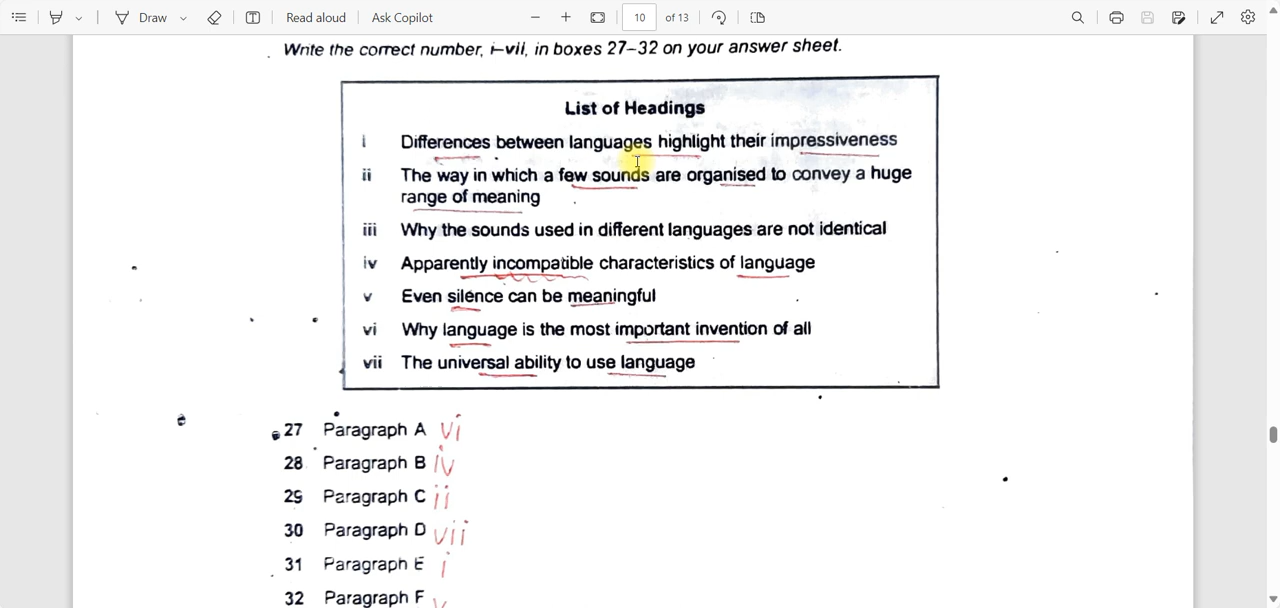 Draw
Read aloud
Ask Copilot
10 of 13
Write the correct number, i–vii, in boxes 27–32 on your answer sheet.
List of Headings
i Differences between languages highlight their impressiveness
ii The way in which a few sounds are organised to convey a huge
range of meaning
iii Why the sounds used in different languages are not identical
iv Apparently incompatible characteristics of language
v Even silence can be meaningful
vi Why language is the most important invention of all
vii The universal ability to use language
27 Paragraph A vi
28 Paragraph B iv
29 Paragraph C ii
30 Paragraph D vii
31 Paragraph E i
32 Paragraph F